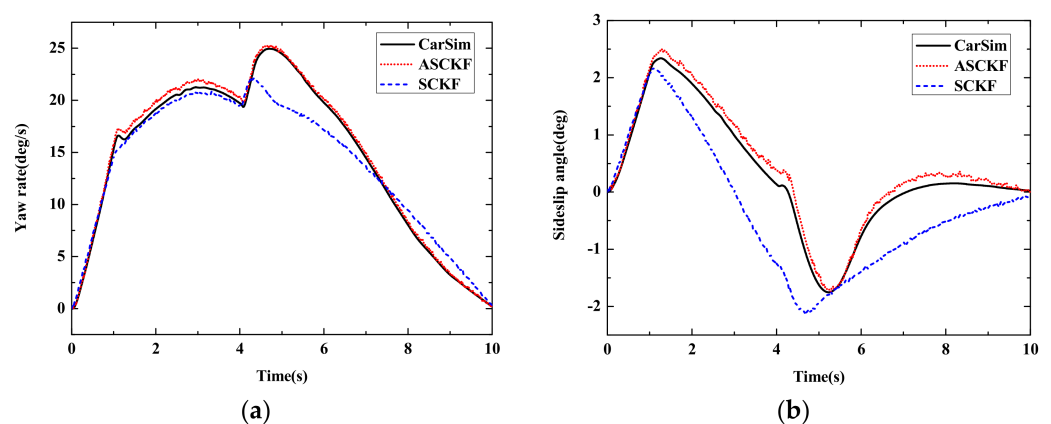 Yaw rate(deg/s)
25
20
15
10
5
0
0 2 4 6 8 10
Time(s)
CarSim
ASCKF
SCKF
(a)
Sideslip angle(deg)
3
2
1
0
-1
-2
0 2 4 6 8 10
Time(s)
CarSim
ASCKF
SCKF
(b)